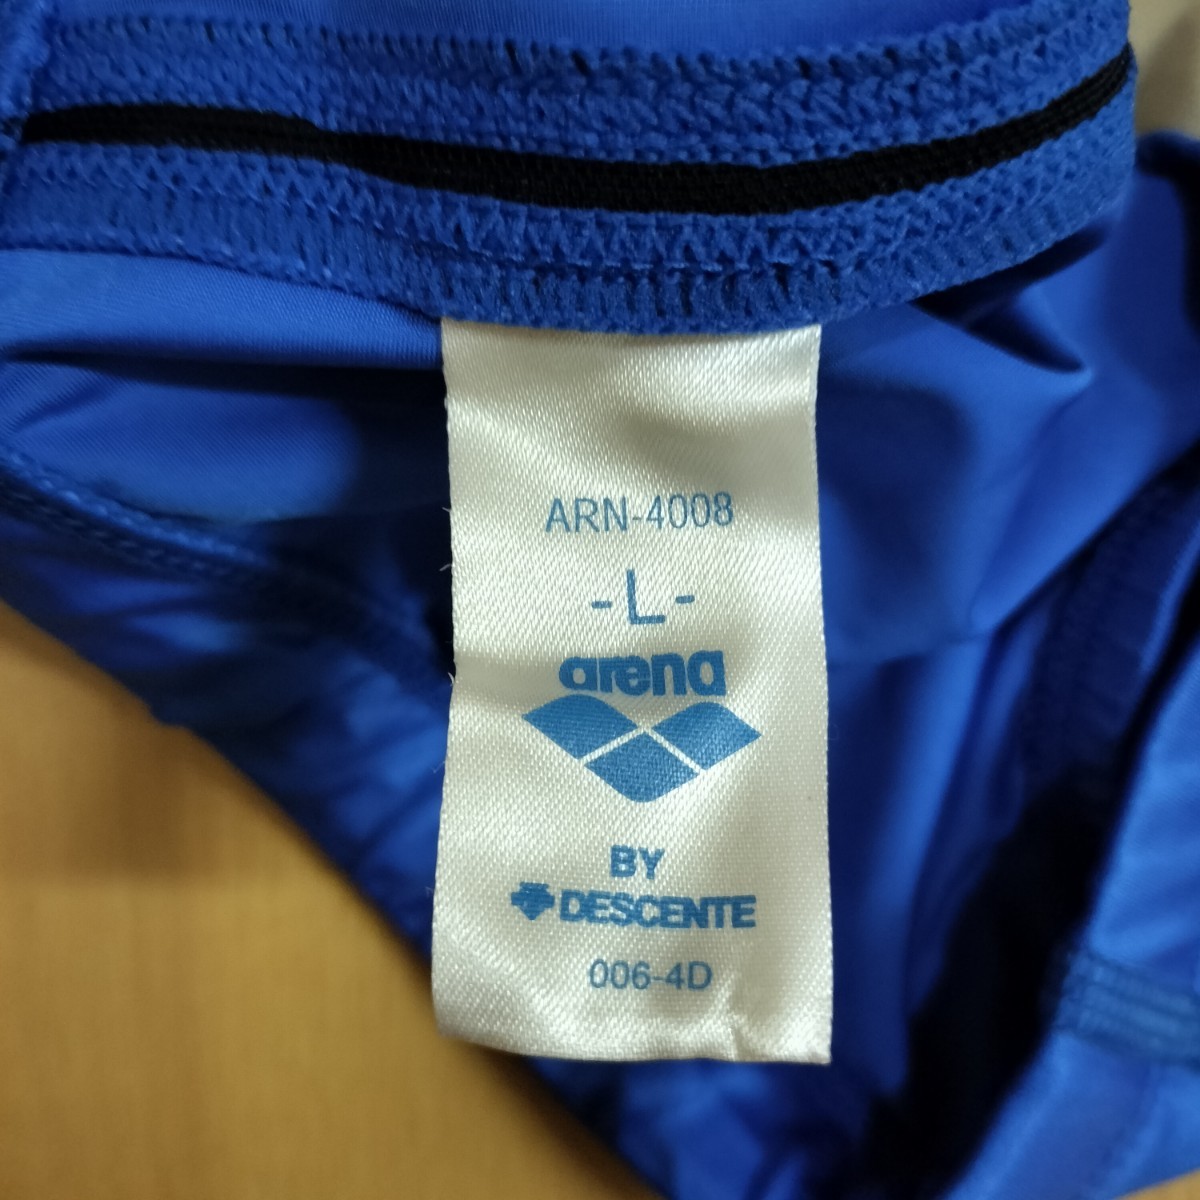 ARN-4008
-L-
arena
BY
DESCENTE
006-4D